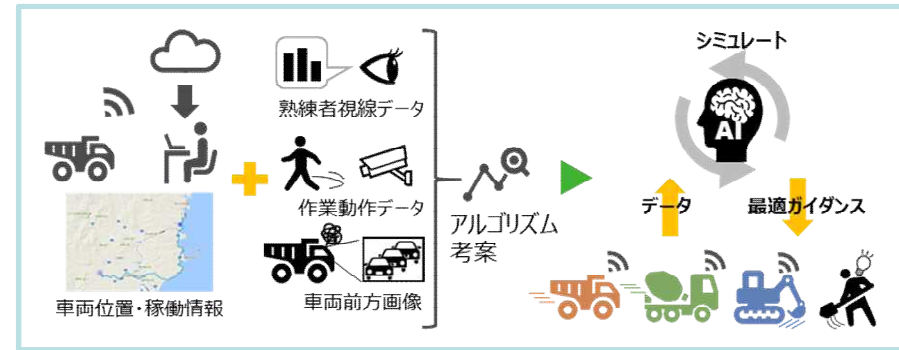 車両位置・稼働情報
熟練者視線データ
作業動作データ
車両前方画像
アルゴリズム
考案
シミュレート
AI
データ
最適ガイダンス